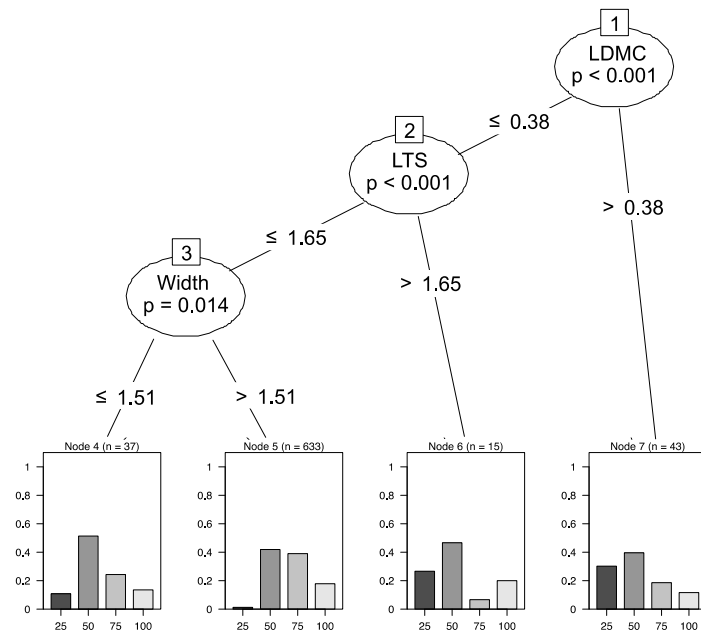 1
LDMC
p < 0.001
≤ 0.38
> 0.38
2
LTS
p < 0.001
≤ 1.65
> 1.65
3
Width
p = 0.014
≤ 1.51
> 1.51
Node 4 (n = 37)
1
0.8
0.6
0.4
0.2
0
25 50 75 100
Node 5 (n = 633)
1
0.8
0.6
0.4
0.2
0
25 50 75 100
Node 6 (n = 15)
1
0.8
0.6
0.4
0.2
0
25 50 75 100
Node 7 (n = 43)
1
0.8
0.6
0.4
0.2
0
25 50 75 100